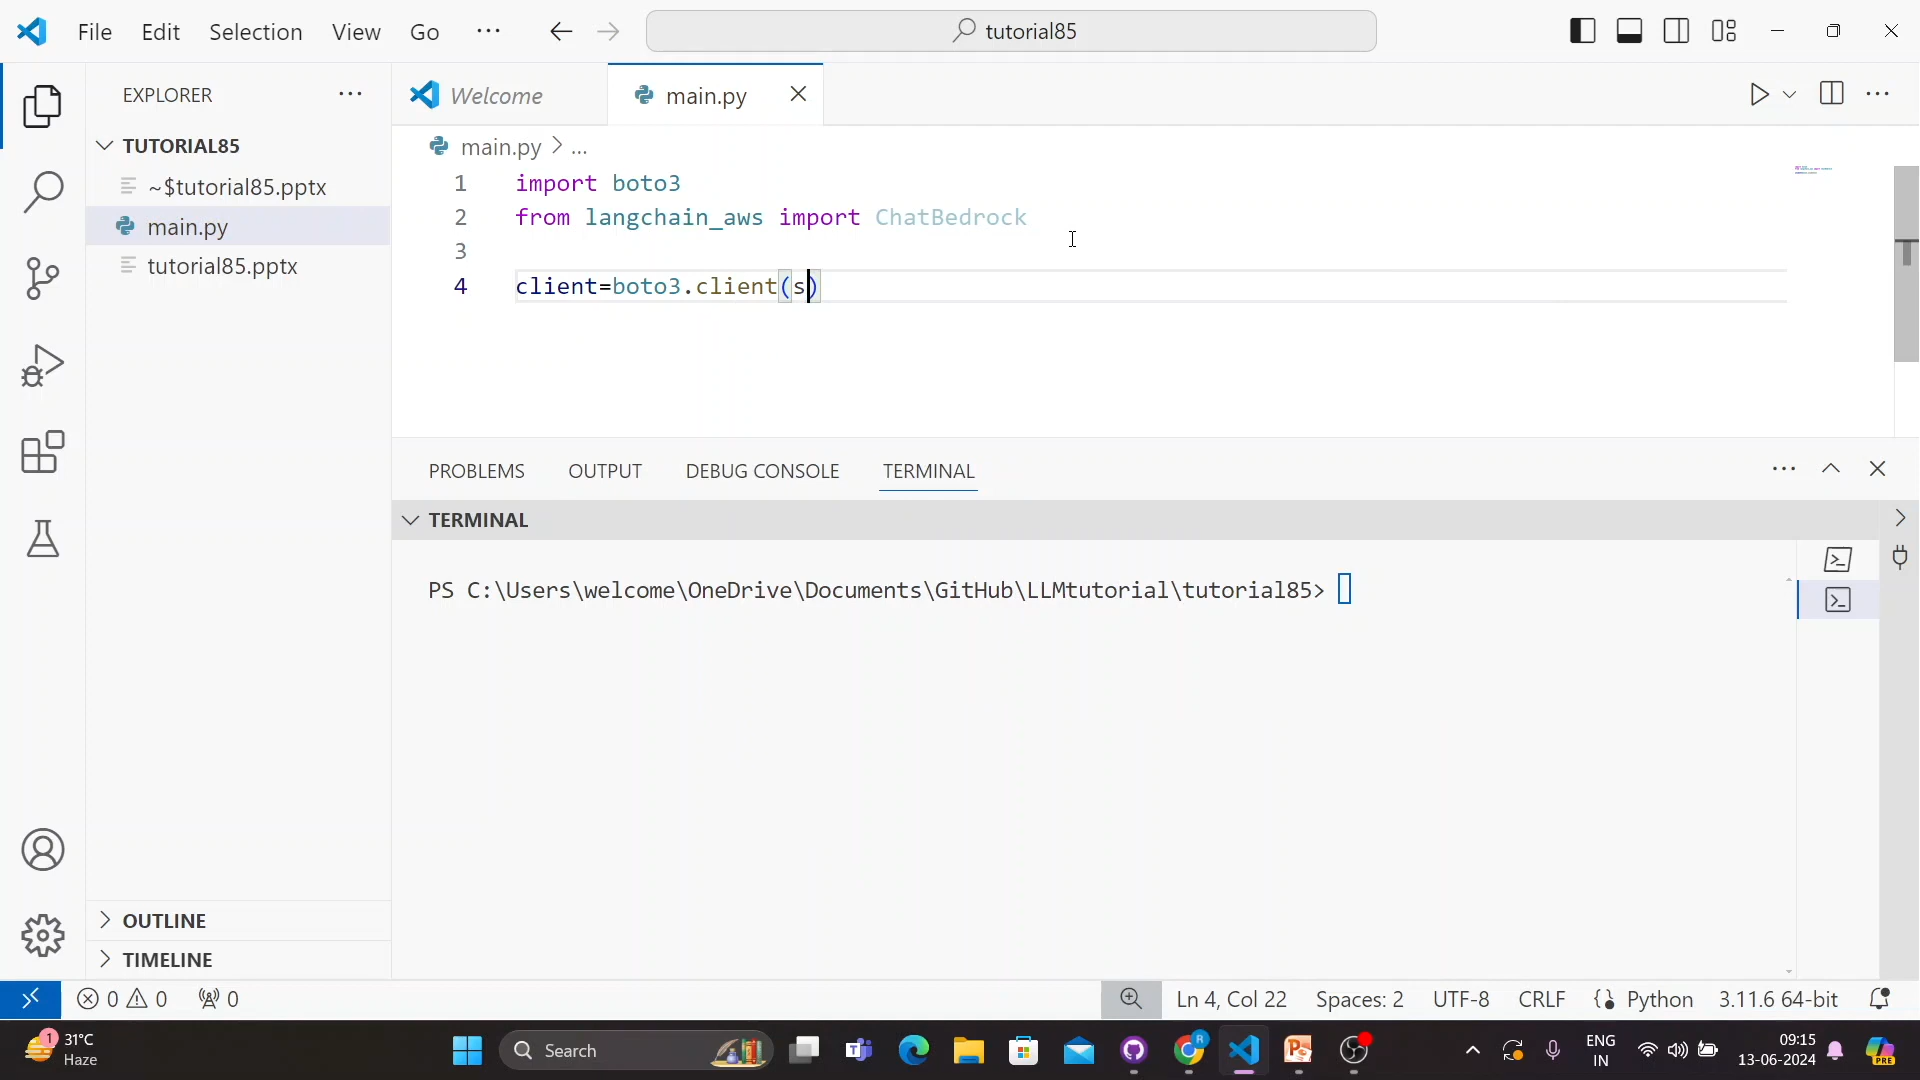 File Edit Selection View Go ··· tutorial85
EXPLORER ···
Welcome main.py
TUTORIAL85
main.py > ...
~$tutorial85.pptx
main.py
tutorial85.pptx
1 import boto3
2 from langchain_aws import ChatBedrock
3
4 client=boto3.client(s)
PROBLEMS OUTPUT DEBUG CONSOLE TERMINAL
TERMINAL
PS C:\Users\welcome\OneDrive\Documents\GitHub\LLMtutorial\tutorial85>
OUTLINE
TIMELINE
0 0 0 Ln 4, Col 22 Spaces: 2 UTF-8 CRLF Python 3.11.6 64-bit
1 31°C
Haze
Search
R
ENG
IN
09:15
13-06-2024
PRE